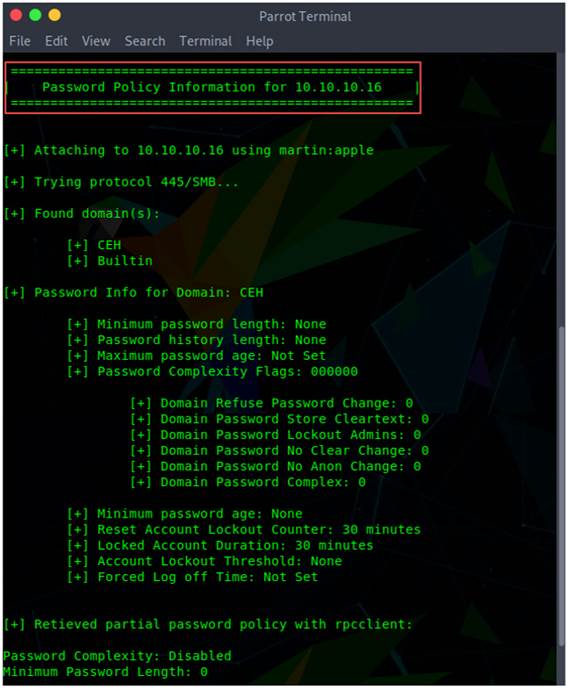 Parrot Terminal
File Edit View Search Terminal Help
==================================================
| Password Policy Information for 10.10.10.16 |
==================================================
[+] Attaching to 10.10.10.16 using martin:apple
[+] Trying protocol 445/SMB...
[+] Found domain(s):
[+] CEH
[+] Builtin
[+] Password Info for Domain: CEH
[+] Minimum password length: None
[+] Password history length: None
[+] Maximum password age: Not Set
[+] Password Complexity Flags: 000000
[+] Domain Refuse Password Change: 0
[+] Domain Password Store Cleartext: 0
[+] Domain Password Lockout Admins: 0
[+] Domain Password No Clear Change: 0
[+] Domain Password No Anon Change: 0
[+] Domain Password Complex: 0
[+] Minimum password age: None
[+] Reset Account Lockout Counter: 30 minutes
[+] Locked Account Duration: 30 minutes
[+] Account Lockout Threshold: None
[+] Forced Log off Time: Not Set
[+] Retieved partial password policy with rpcclient:
Password Complexity: Disabled
Minimum Password Length: 0